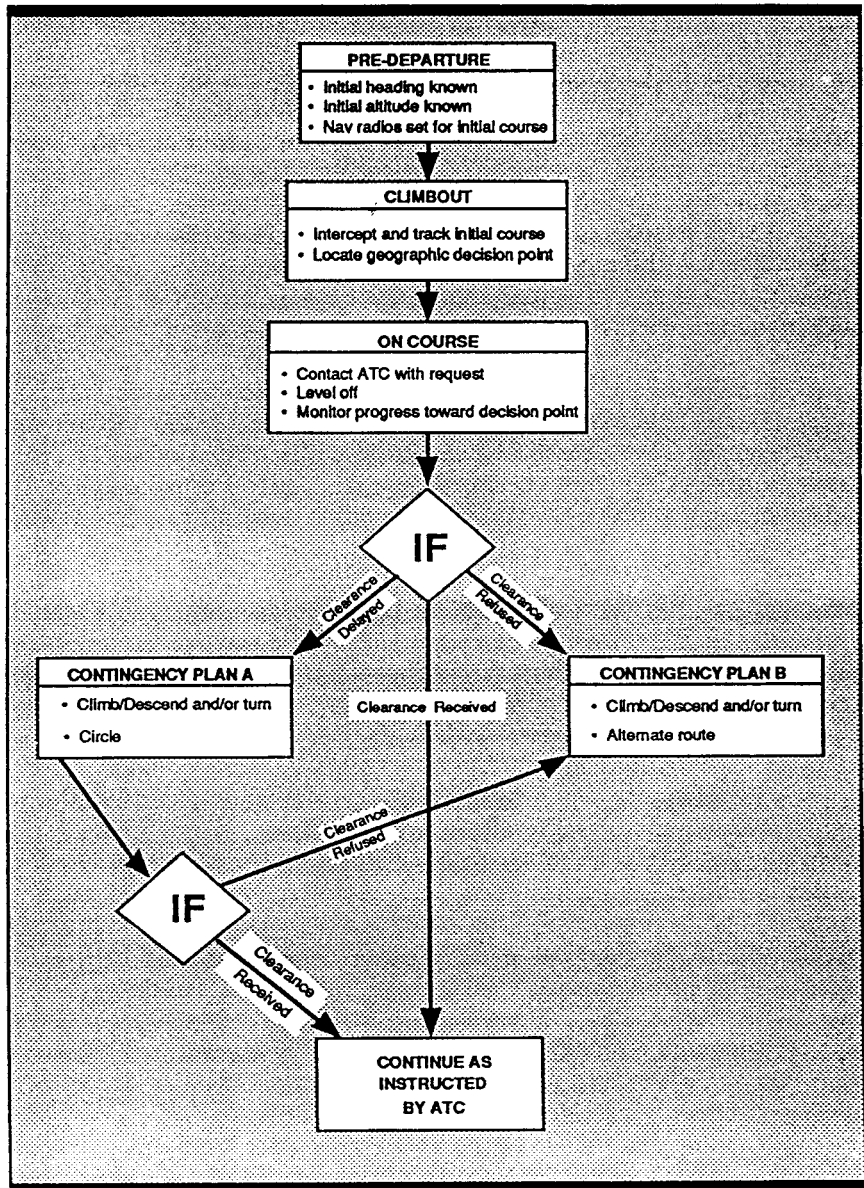 PRE-DEPARTURE
• Initial heading known
• Initial altitude known
• Nav radios set for initial course
CLIMBOUT
• Intercept and track initial course
• Locate geographic decision point
ON COURSE
• Contact ATC with request
• Level off
• Monitor progress toward decision point
IF
Clearance
Delayed
Clearance
Refused
CONTINGENCY PLAN A
• Climb/Descend and/or turn
• Circle
Clearance Received
CONTINGENCY PLAN B
• Climb/Descend and/or turn
• Alternate route
Clearance
Refused
IF
Clearance
Received
CONTINUE AS
INSTRUCTED
BY ATC